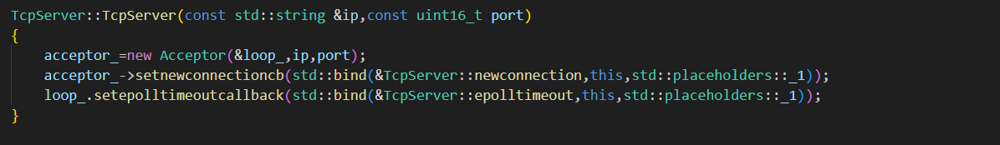 TcpServer::TcpServer(const std::string &ip,const uint16_t port)
{
    acceptor_=new Acceptor(&loop_,ip,port);
    acceptor_->setnewconnectioncb(std::bind(&TcpServer::newconnection,this,std::placeholders::_1));
    loop_.setepolltimeoutcallback(std::bind(&TcpServer::epolltimeout,this,std::placeholders::_1));
}